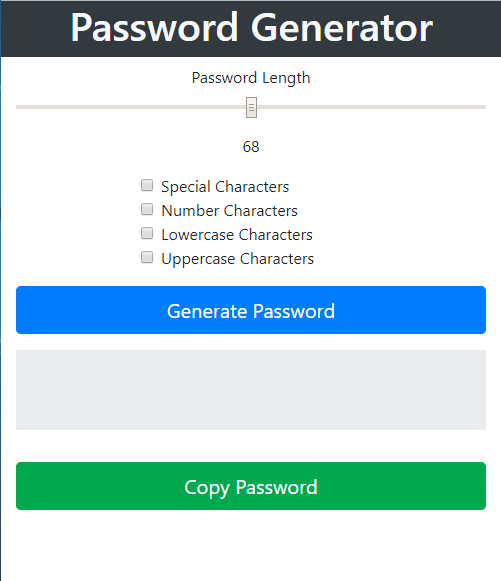 Password Generator
Password Length
68
Special Characters
Number Characters
Lowercase Characters
Uppercase Characters
Generate Password
Copy Password